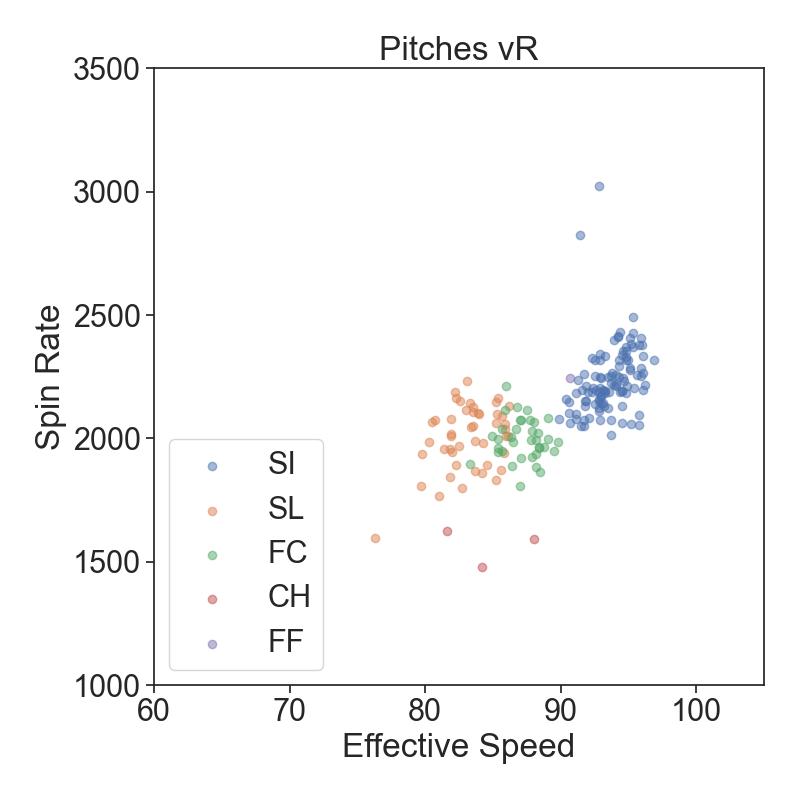 Pitches vR
3500
3000
2500
2000
1500
1000
Spin Rate
SI
SL
FC
CH
FF
60 70 80 90 100
Effective Speed